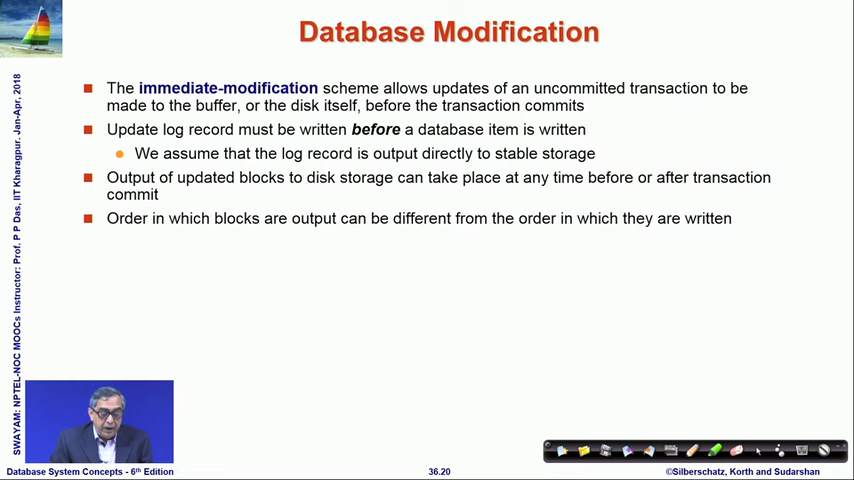 Database Modification
The immediate-modification scheme allows updates of an uncommitted transaction to be
made to the buffer, or the disk itself, before the transaction commits
Update log record must be written before a database item is written
We assume that the log record is output directly to stable storage
Output of updated blocks to disk storage can take place at any time before or after transaction
commit
Order in which blocks are output can be different from the order in which they are written
SWAYAM: NPTEL-NOC MOOCs Instructor: Prof. P P Das, IIT Kharagpur. Jan-Apr, 2018
Database System Concepts - 6th Edition
36.20
©Silberschatz, Korth and Sudarshan